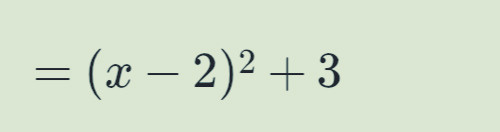 = (x − 2)² + 3